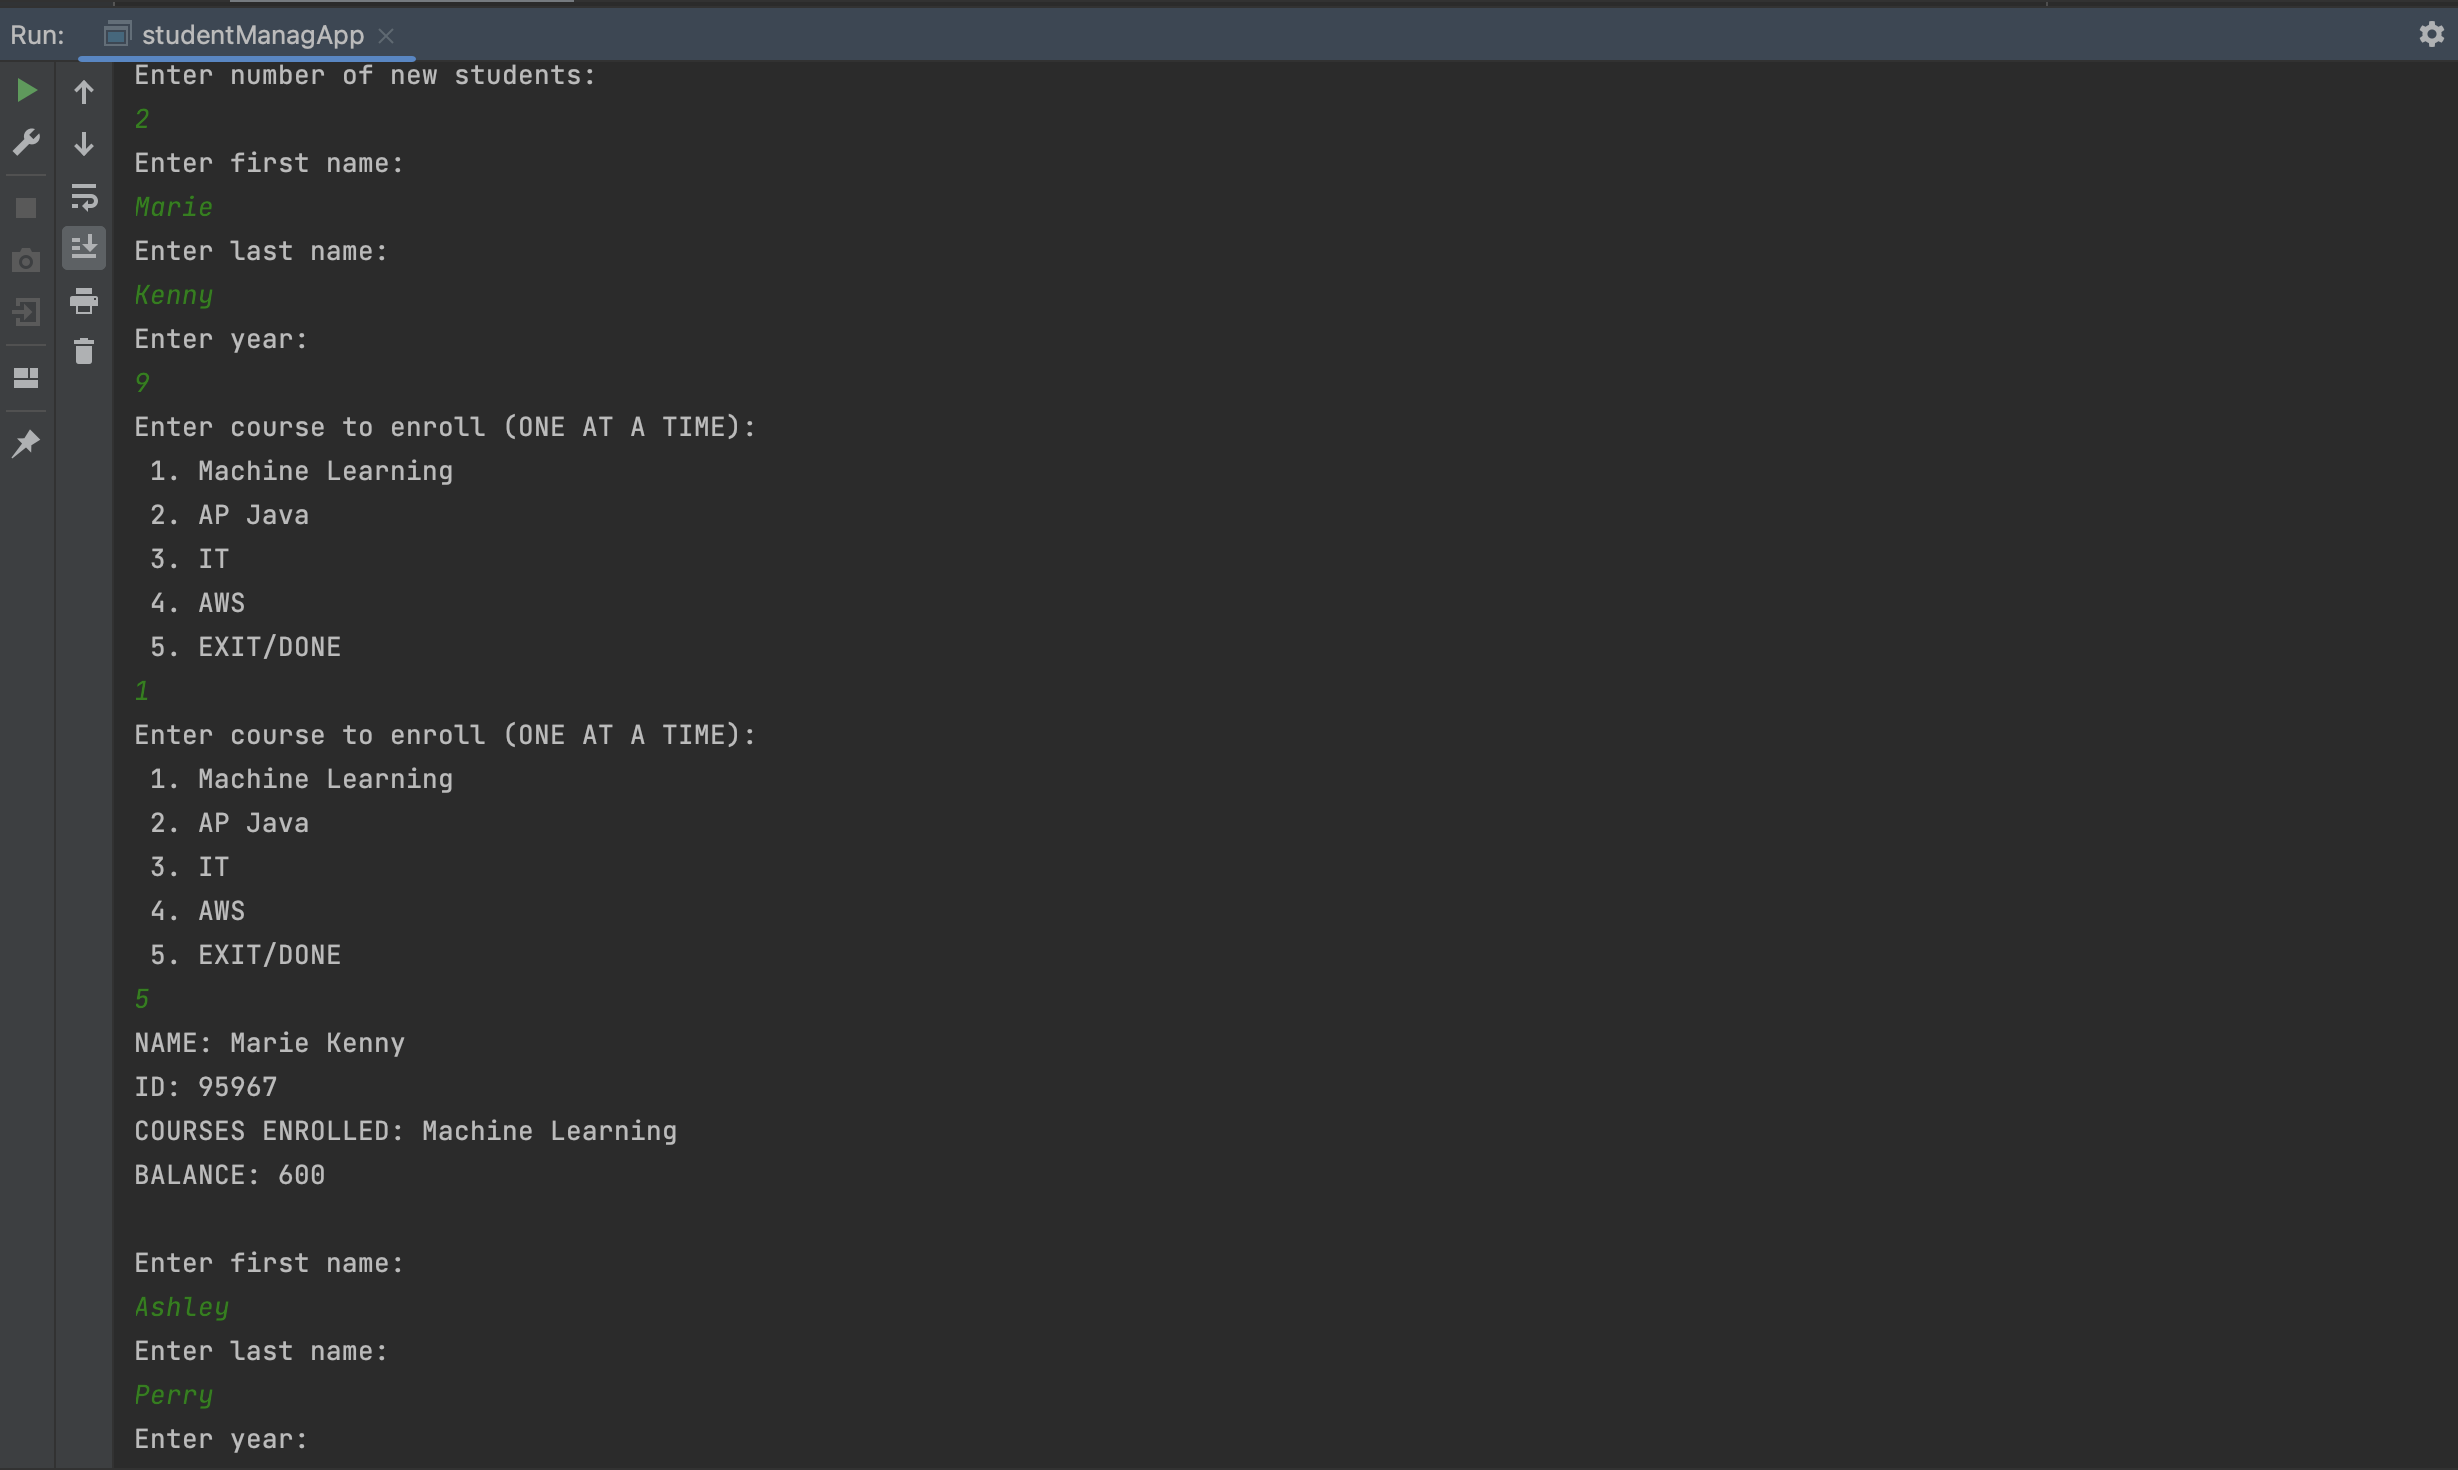 Run: studentManagApp
Enter number of new students:
2
Enter first name:
Marie
Enter last name:
Kenny
Enter year:
9
Enter course to enroll (ONE AT A TIME):
1. Machine Learning
2. AP Java
3. IT
4. AWS
5. EXIT/DONE
1
Enter course to enroll (ONE AT A TIME):
1. Machine Learning
2. AP Java
3. IT
4. AWS
5. EXIT/DONE
5
NAME: Marie Kenny
ID: 95967
COURSES ENROLLED: Machine Learning
BALANCE: 600
Enter first name:
Ashley
Enter last name:
Perry
Enter year: